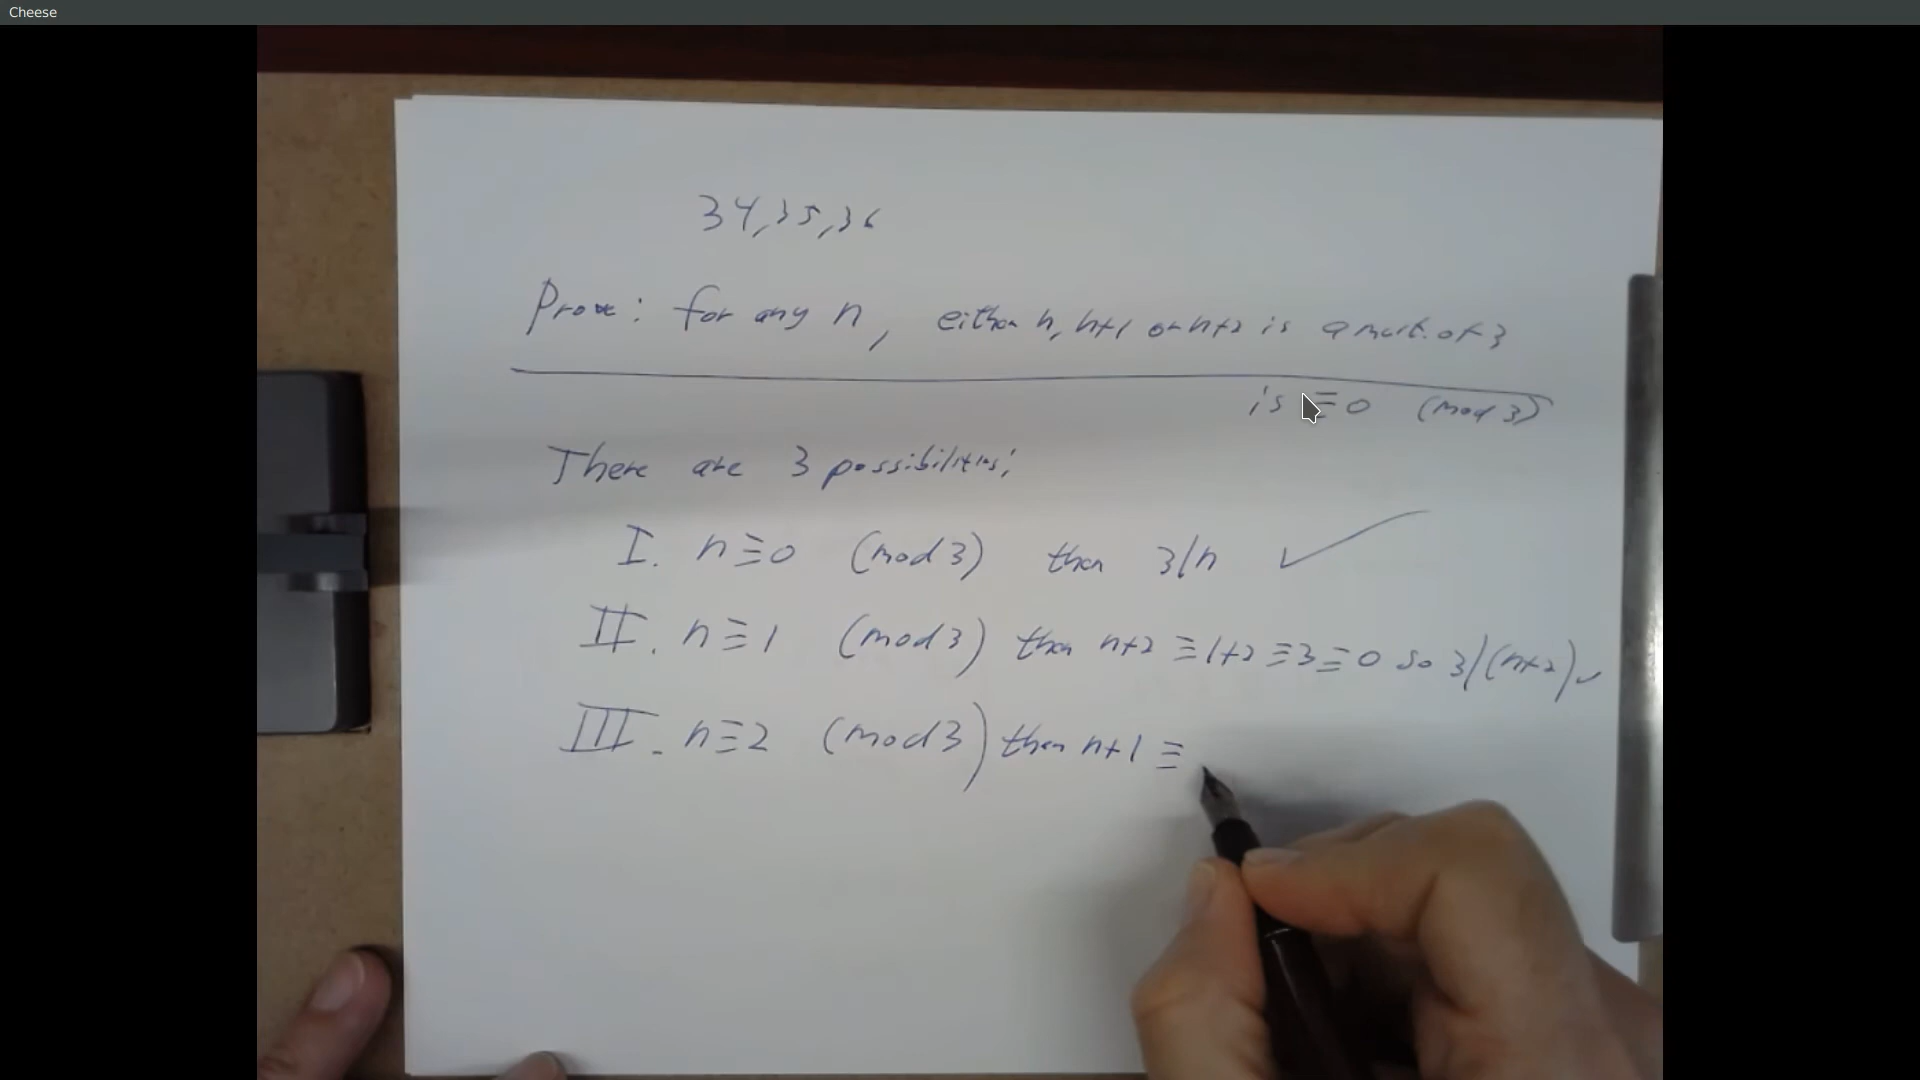 Cheese
34,35,36
Prove: for any n, either n, n+1 or n+2 is a mult. of 3
is ≡0 (mod 3)
There are 3 possibilities:
I. n≡0 (mod 3) then 3|n ✓
II. n≡1 (mod 3) then n+2 ≡1+2≡3≡0 so 3|(n+2) ✓
III. n≡2 (mod 3) then n+1 ≡